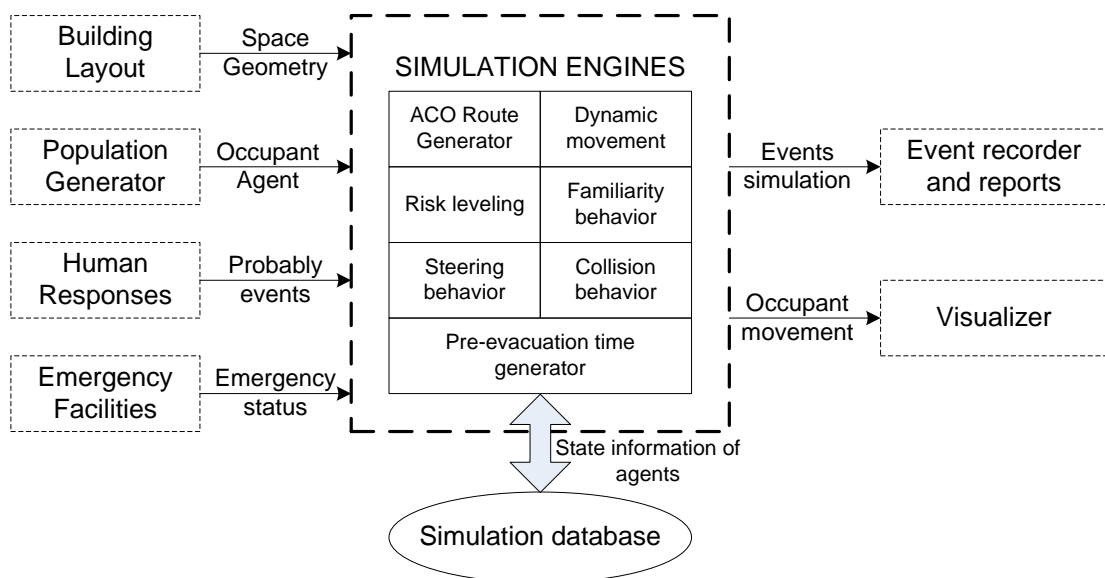 Building
Layout
Space
Geometry
Population
Generator
Occupant
Agent
Human
Responses
Probably
events
Emergency
Facilities
Emergency
status
SIMULATION ENGINES
ACO Route
Generator
Dynamic
movement
Risk leveling
Familiarity
behavior
Steering
behavior
Collision
behavior
Pre-evacuation time
generator
State information of
agents
Simulation database
Events
simulation
Event recorder
and reports
Occupant
movement
Visualizer